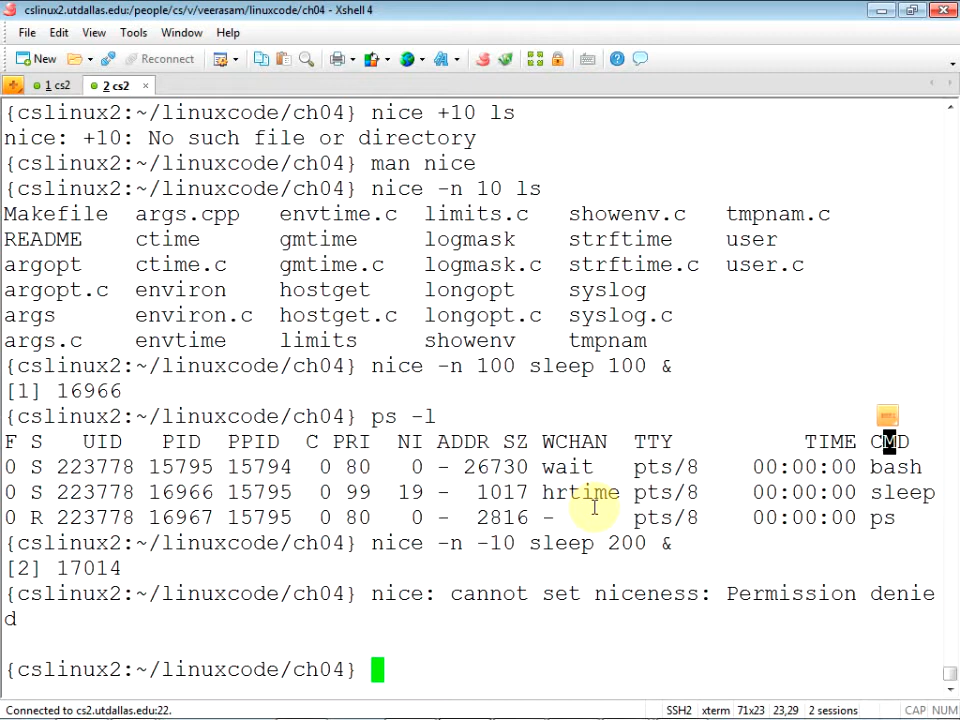 cslinux2.utdallas.edu:/people/cs/v/veerasam/linuxcode/ch04 - Xshell 4
File Edit View Tools Window Help
New Reconnect
1 cs2 2 cs2 ×
{cslinux2:~/linuxcode/ch04} nice +10 ls
nice: +10: No such file or directory
{cslinux2:~/linuxcode/ch04} man nice
{cslinux2:~/linuxcode/ch04} nice -n 10 ls
Makefile args.cpp envtime.c limits.c showenv.c tmpnam.c
README ctime gmtime logmask strftime user
argopt ctime.c gmtime.c logmask.c strftime.c user.c
argopt.c environ hostget longopt syslog
args environ.c hostget.c longopt.c syslog.c
args.c envtime limits showenv tmpnam
{cslinux2:~/linuxcode/ch04} nice -n 100 sleep 100 &
[1] 16966
{cslinux2:~/linuxcode/ch04} ps -l
F S UID PID PPID C PRI NI ADDR SZ WCHAN TTY TIME CMD
0 S 223778 15795 15794 0 80 0 - 26730 wait pts/8 00:00:00 bash
0 S 223778 16966 15795 0 99 19 - 1017 hrtime pts/8 00:00:00 sleep
0 R 223778 16967 15795 0 80 0 - 2816 - pts/8 00:00:00 ps
{cslinux2:~/linuxcode/ch04} nice -n -10 sleep 200 &
[2] 17014
{cslinux2:~/linuxcode/ch04} nice: cannot set niceness: Permission denie
d
{cslinux2:~/linuxcode/ch04}
Connected to cs2.utdallas.edu:22. SSH2 xterm 71x23 23,29 2 sessions CAP NUM